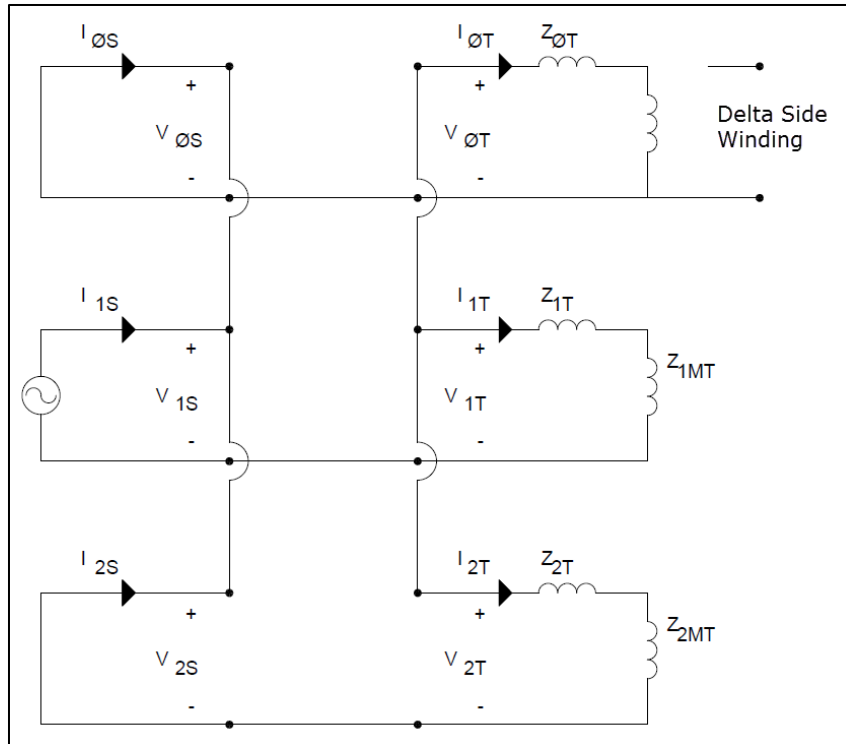 I ØS
I ØT
Z ØT
+
+
V ØS
V ØT
Delta Side
Winding
-
-
I 1S
I 1T
Z 1T
+
+
V 1S
V 1T
Z 1MT
-
-
I 2S
I 2T
Z 2T
+
+
V 2S
V 2T
Z 2MT
-
-